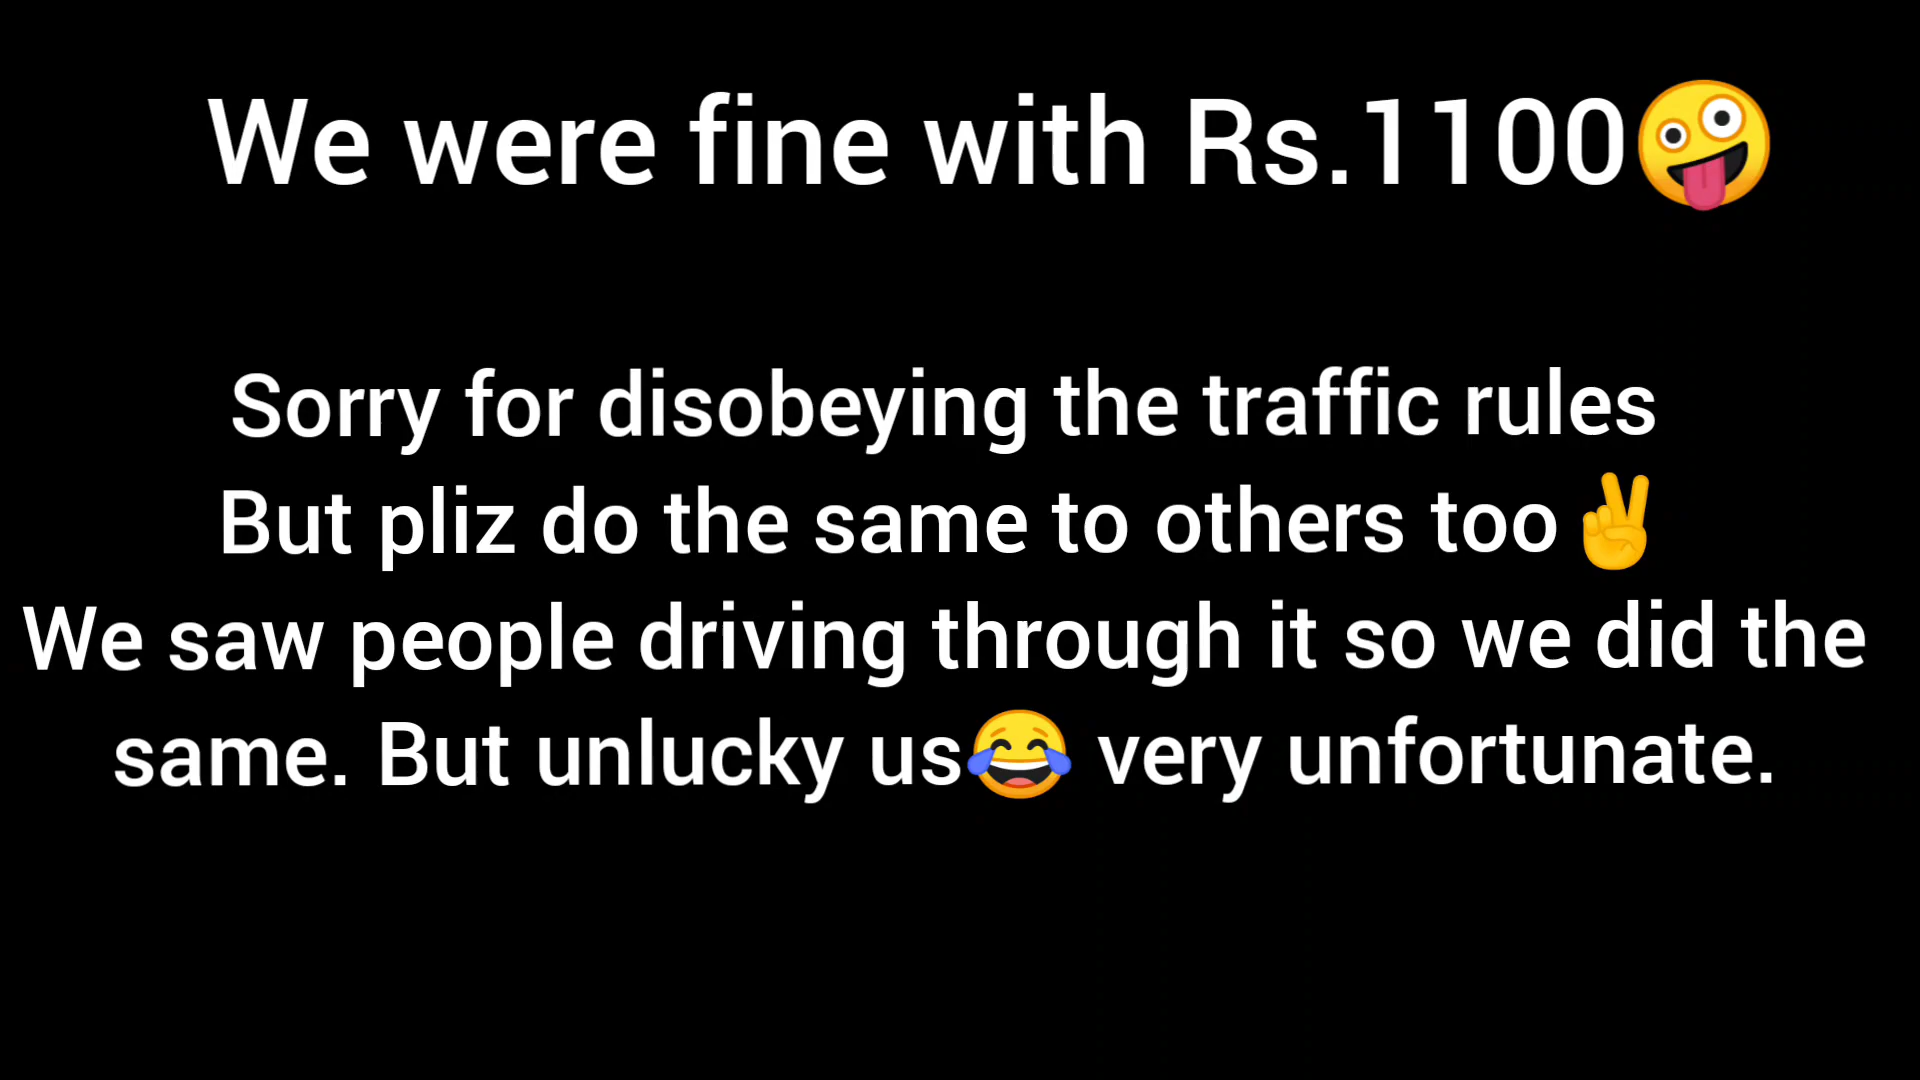 We were fine with Rs.1100🤪
Sorry for disobeying the traffic rules
But pliz do the same to others too✌
We saw people driving through it so we did the
same. But unlucky us😂 very unfortunate.